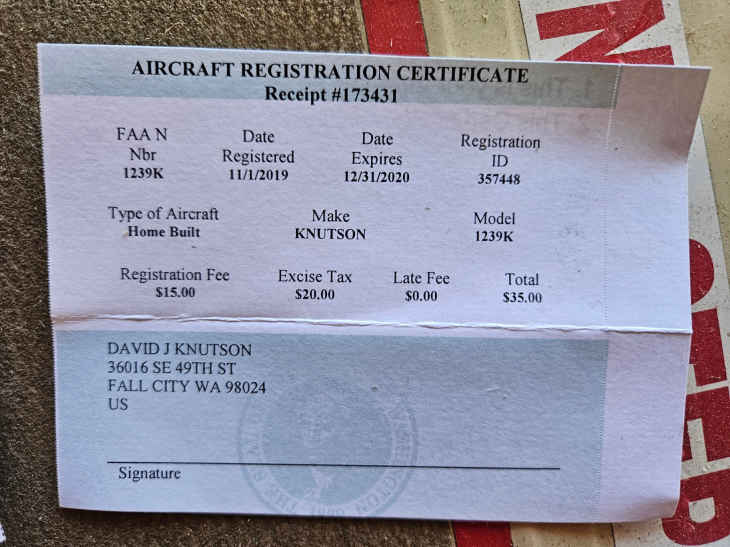 AIRCRAFT REGISTRATION CERTIFICATE
Receipt #173431
FAA N Nbr Date Registered Date Expires Registration ID
1239K 11/1/2019 12/31/2020 357448
Type of Aircraft Make Model
Home Built KNUTSON 1239K
Registration Fee Excise Tax Late Fee Total
$15.00 $20.00 $0.00 $35.00
DAVID J KNUTSON
36016 SE 49TH ST
FALL CITY WA 98024
US
Signature